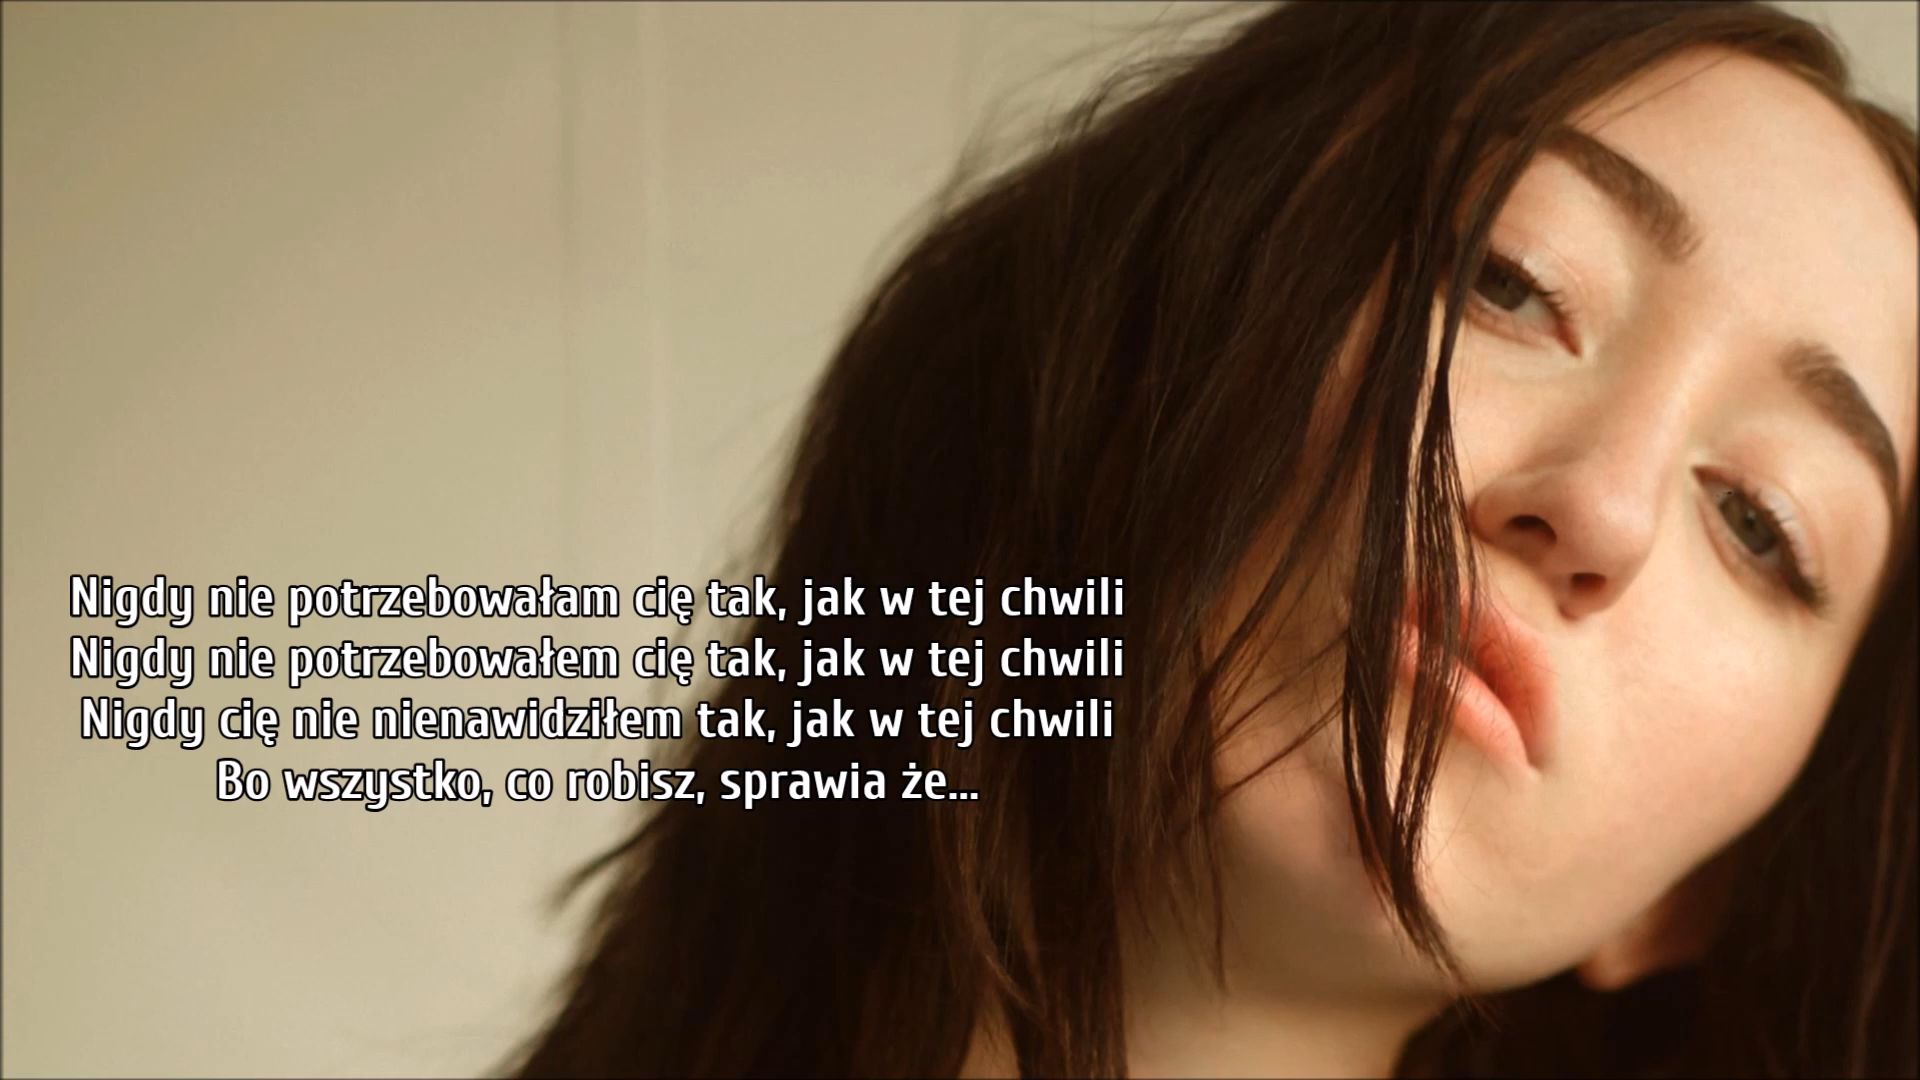 Nigdy nie potrzebowałam cię tak, jak w tej chwili
Nigdy nie potrzebowałem cię tak, jak w tej chwili
Nigdy cię nie nienawidziłem tak, jak w tej chwili
Bo wszystko, co robisz, sprawia że...